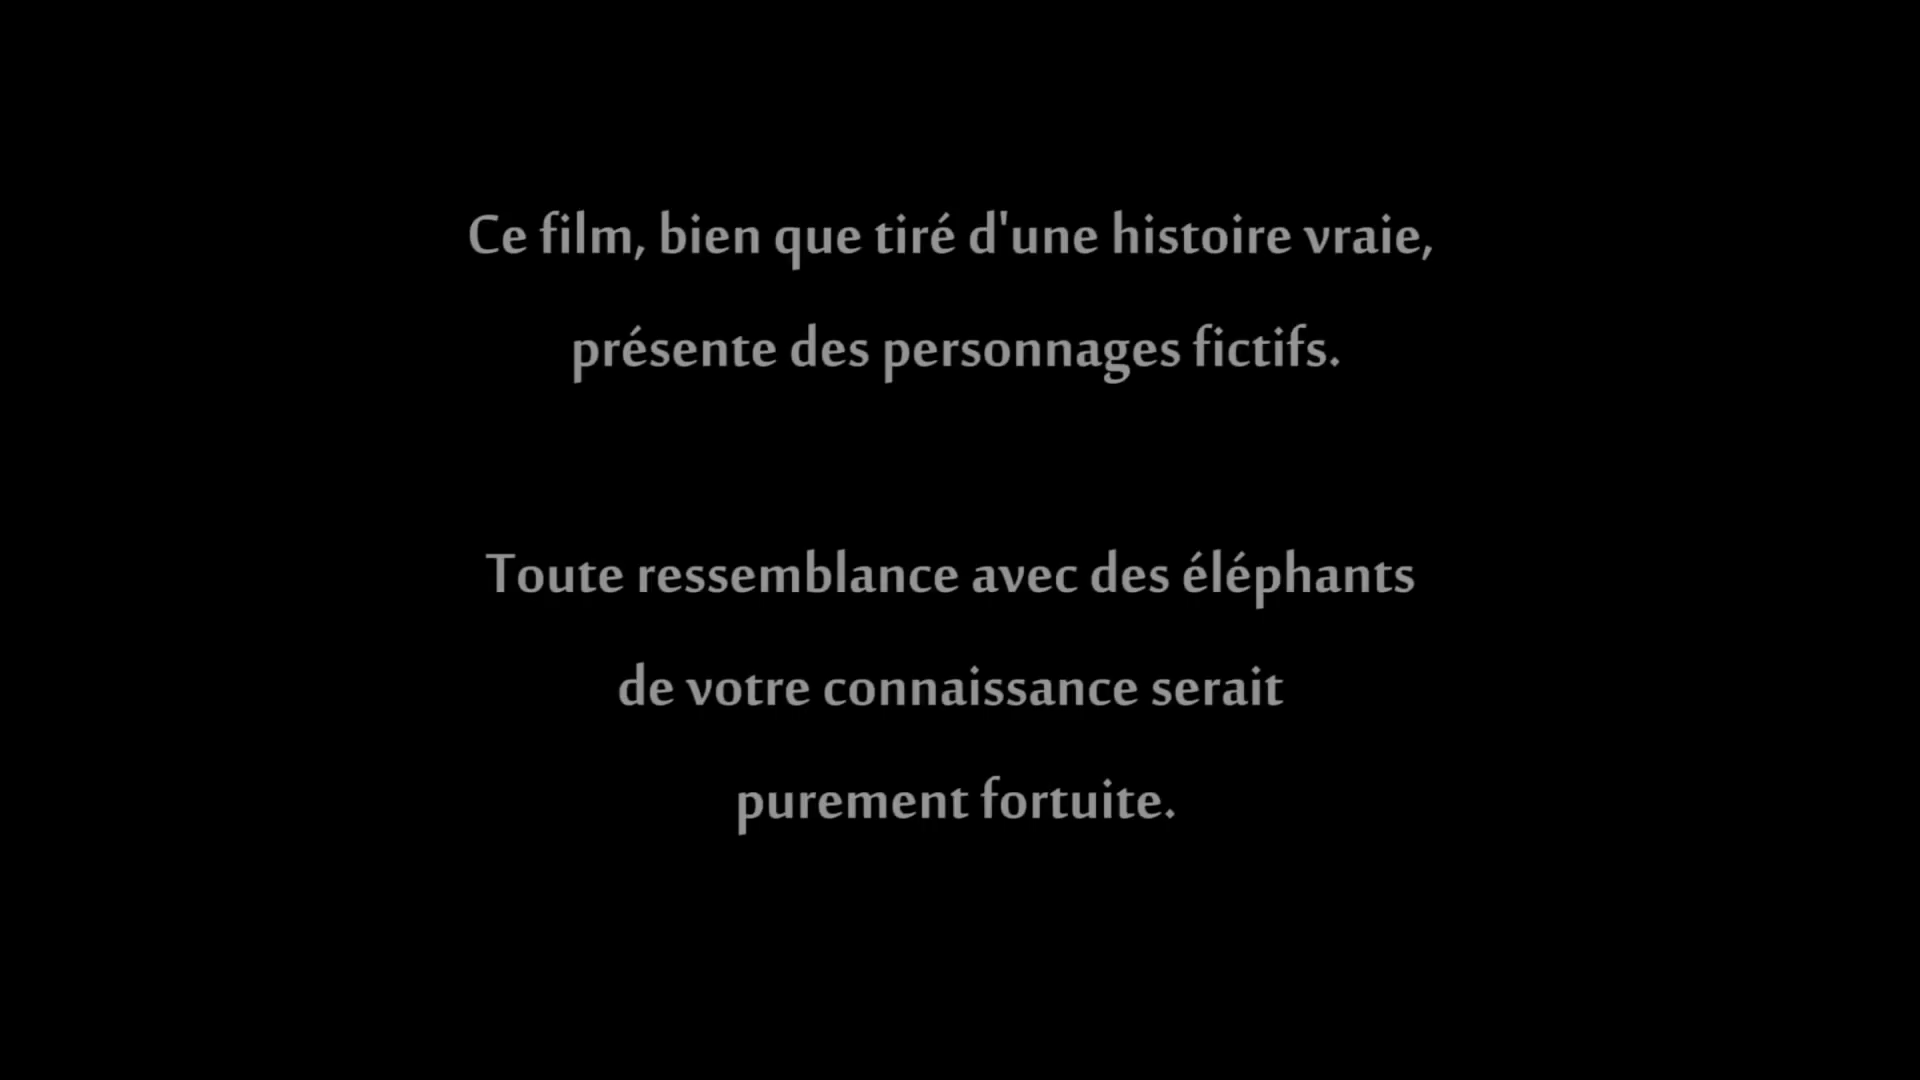 Ce film, bien que tiré d'une histoire vraie,
présente des personnages fictifs.
Toute ressemblance avec des éléphants
de votre connaissance serait
purement fortuite.